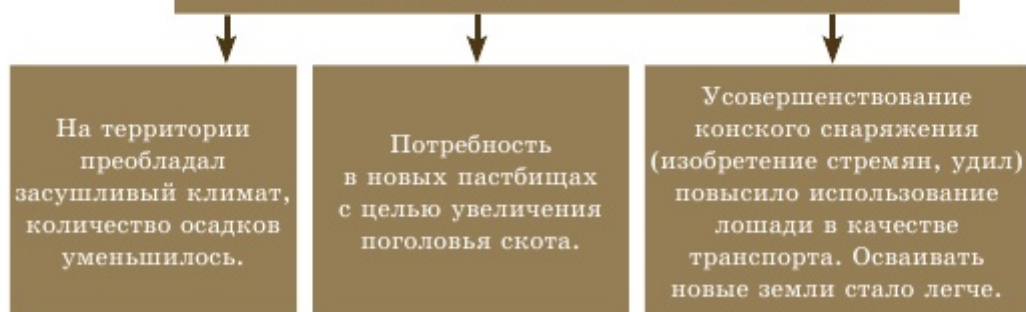 На территории
преобладал
засушливый климат,
количество осадков
уменьшилось.
Потребность
в новых пастбищах
с целью увеличения
поголовья скота.
Усовершенствование
конского снаряжения
(изобретение стремян, удил)
повысило использование
лошади в качестве
транспорта. Осваивать
новые земли стало легче.